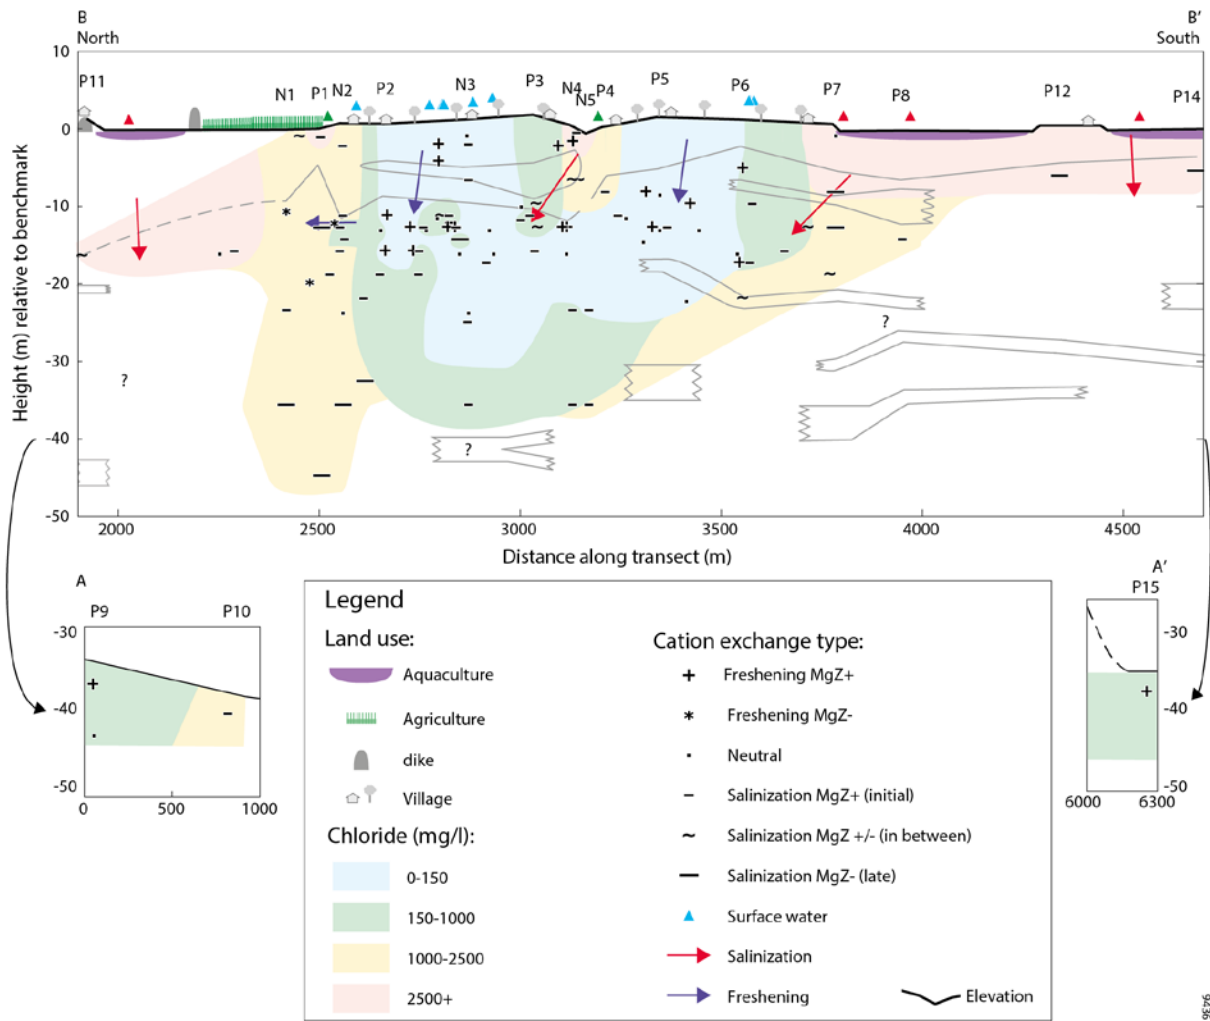 B
North
B'
South
10
0
-10
-20
-30
-40
-50
Height (m) relative to benchmark
P11
N1
P1
N2
P2
N3
P3
N4
N5
P4
P5
P6
P7
P8
P12
P14
?
?
?
2000
2500
3000
3500
4000
4500
Distance along transect (m)
A
P9
P10
-30
-40
-50
0
500
1000
A'
P15
-30
-40
-50
6000
6300
Legend
Land use:
Aquaculture
Agriculture
dike
Village
Chloride (mg/l):
0-150
150-1000
1000-2500
2500+
Cation exchange type:
+ Freshening MgZ+
* Freshening MgZ-
Neutral
– Salinization MgZ+ (initial)
~ Salinization MgZ +/- (in between)
— Salinization MgZ- (late)
Surface water
Salinization
Freshening
Elevation
9436